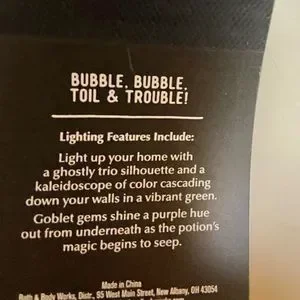 BUBBLE, BUBBLE,
TOIL & TROUBLE!
Lighting Features Include:
Light up your home with
a ghostly trio silhouette and a
kaleidoscope of color cascading
down your walls in a vibrant green.
Goblet gems shine a purple hue
out from underneath as the potion's
magic begins to seep.
Made in China
Bath & Body Works, Distr., 95 West Main Street, New Albany, OH 43054